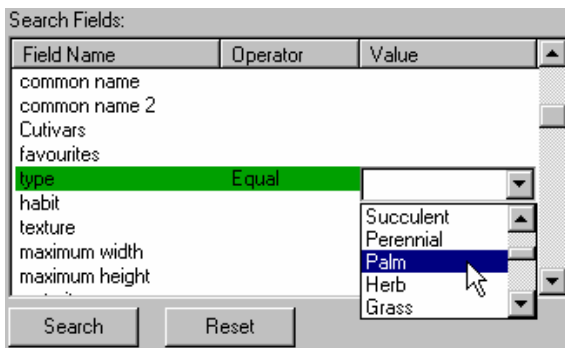 Search Fields:
Field Name Operator Value
common name
common name 2
Cutivars
favourites
type Equal
habit
texture
maximum width
maximum height
Succulent
Perennial
Palm
Herb
Grass
Search Reset